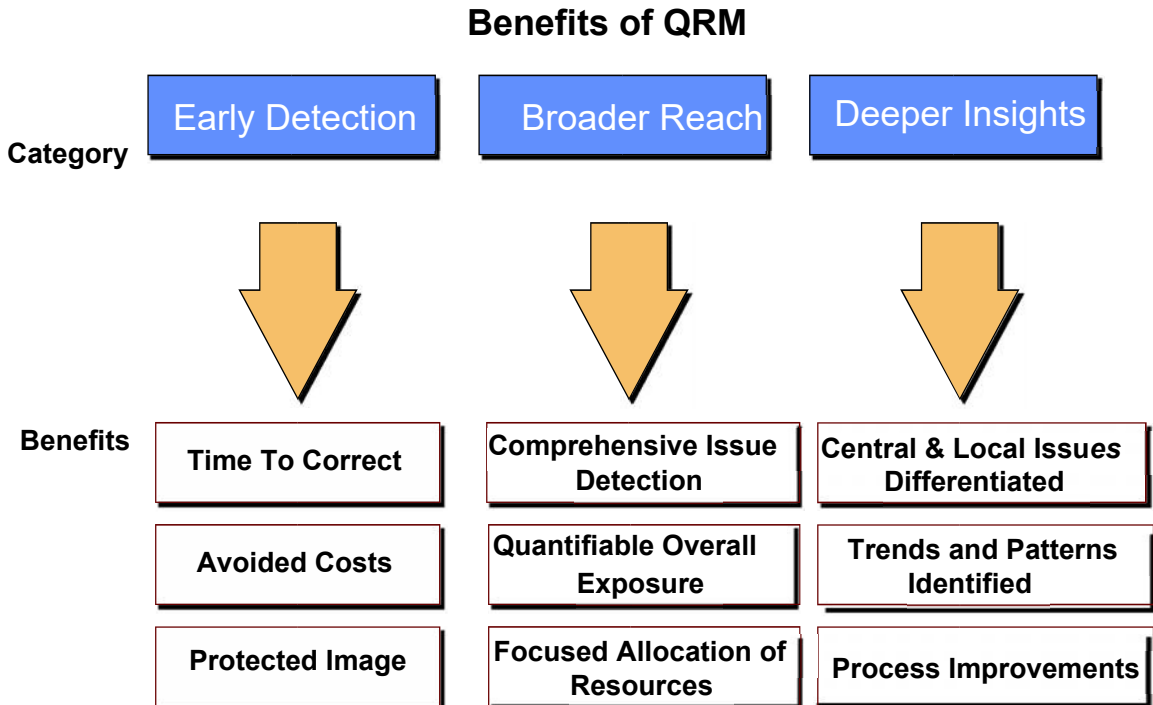 Benefits of QRM
Category
Early Detection
Broader Reach
Deeper Insights
Benefits
Time To Correct
Comprehensive Issue
Detection
Central & Local Issues
Differentiated
Avoided Costs
Quantifiable Overall
Exposure
Trends and Patterns
Identified
Protected Image
Focused Allocation of
Resources
Process Improvements